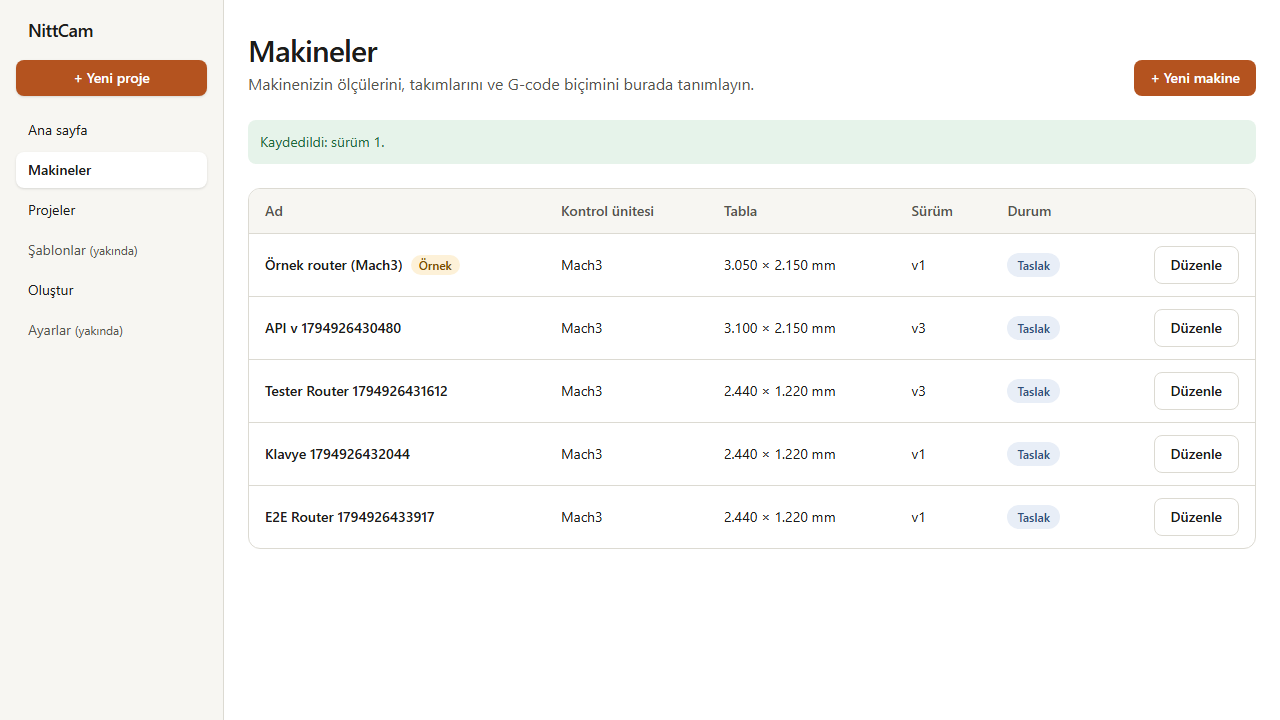 NittCam
+ Yeni proje
Ana sayfa
Makineler
Projeler
Şablonlar (yakında)
Oluştur
Ayarlar (yakında)
Makineler
Makinenizin ölçülerini, takımlarını ve G-code biçimini burada tanımlayın.
+ Yeni makine
Kaydedildi: sürüm 1.
Ad Kontrol ünitesi Tabla Sürüm Durum
Örnek router (Mach3) Örnek Mach3 3.050 × 2.150 mm v1 Taslak Düzenle
API v 1794926430480 Mach3 3.100 × 2.150 mm v3 Taslak Düzenle
Tester Router 1794926431612 Mach3 2.440 × 1.220 mm v3 Taslak Düzenle
Klavye 1794926432044 Mach3 2.440 × 1.220 mm v1 Taslak Düzenle
E2E Router 1794926433917 Mach3 2.440 × 1.220 mm v1 Taslak Düzenle